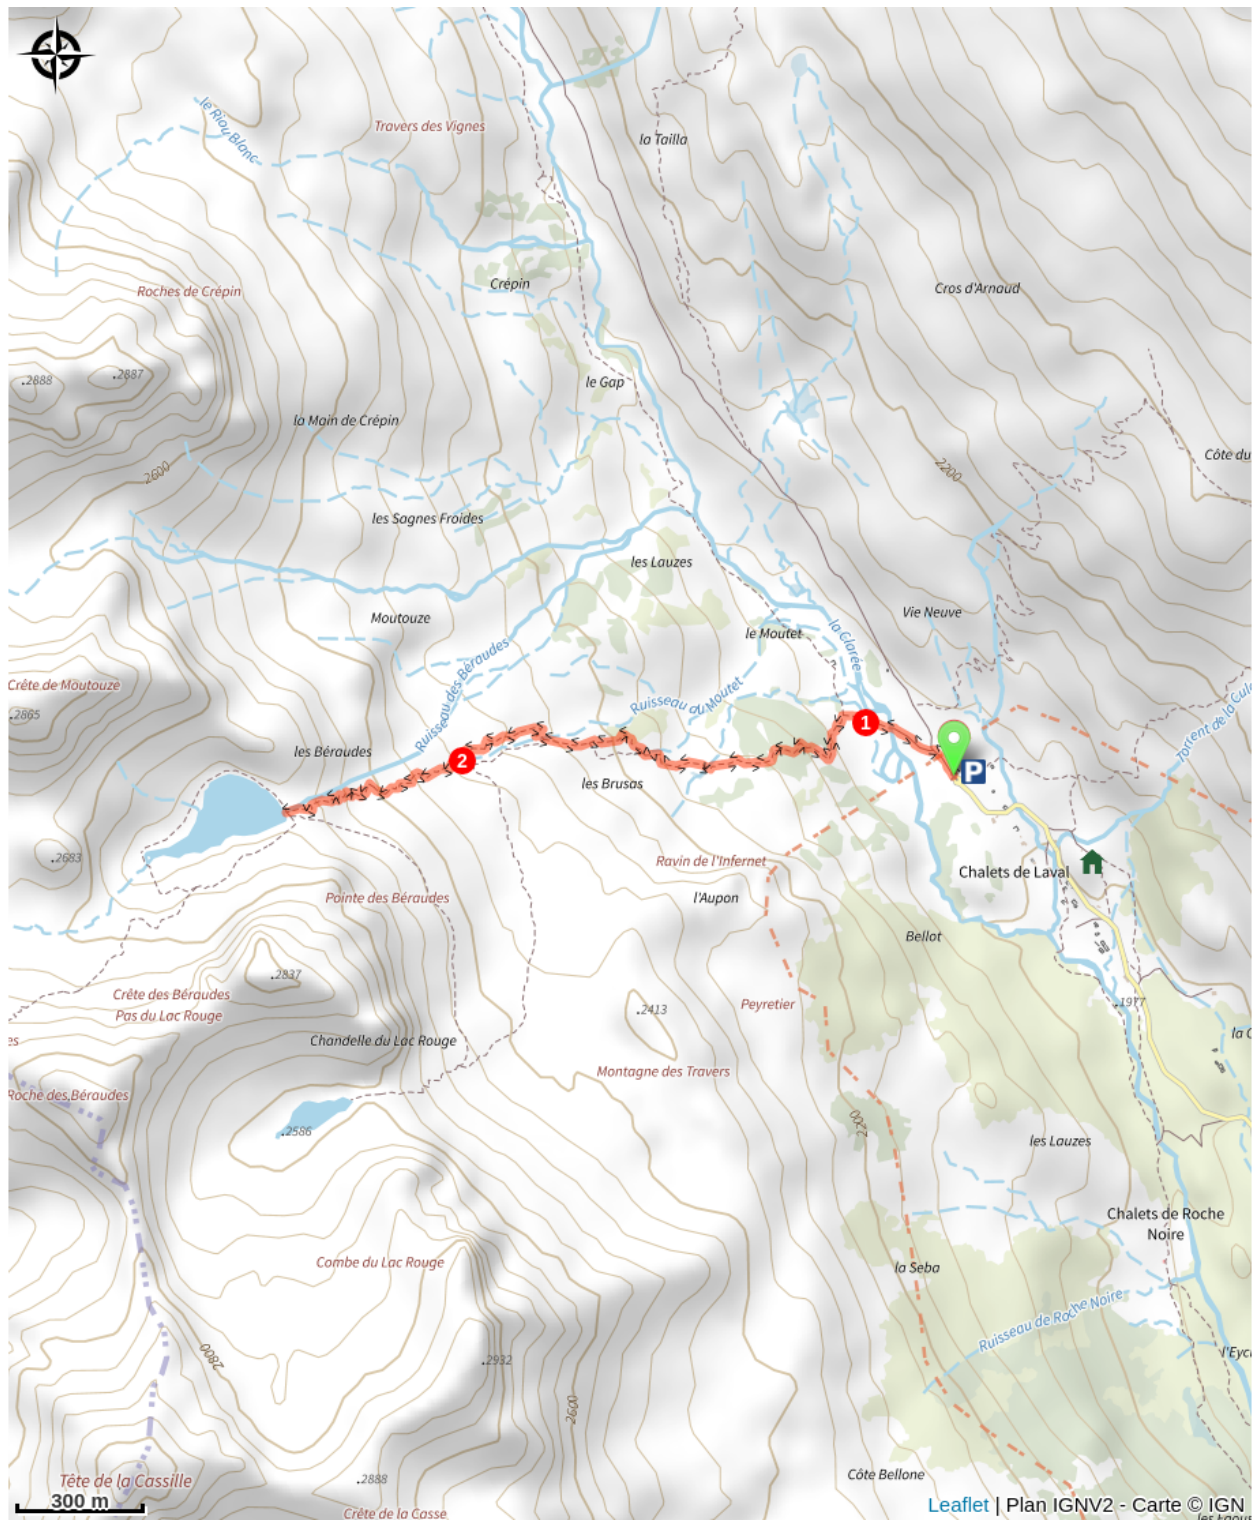 le Riou Blanc
Travers des Vignes
la Tailla
Roches de Crépin
Crépin
Cros d'Arnaud
.2888
.2887
le Gap
la Main de Crépin
2600
2200
Côte du
les Sagnes Froides
les Lauzes
Moutouze
Vie Neuve
le Moutet
la Clarée
Ruisseau des Béraudes
Crête de Moutouze
Ruisseau du Moutet
Torrent de la Cula
.2865
1
les Béraudes
2
P
les Brusas
.2683
Ravin de l'Infernet
Chalets de Laval
Pointe des Béraudes
l'Aupon
Bellot
.2837
Crête des Béraudes
Pas du Lac Rouge
Peyretier
.1977
.2413
es
Chandelle du Lac Rouge
la C
Montagne des Travers
Roche des Béraudes
2200
.2586
les Lauzes
Chalets de Roche
Noire
Combe du Lac Rouge
la Seba
Ruisseau de Roche Noire
2800
.2932
l'Eyc
2600
Tête de la Cassille
.2888
Côte Bellone
300 m
Crête de la Casse
Leaflet | Plan IGNV2 - Carte © IGN